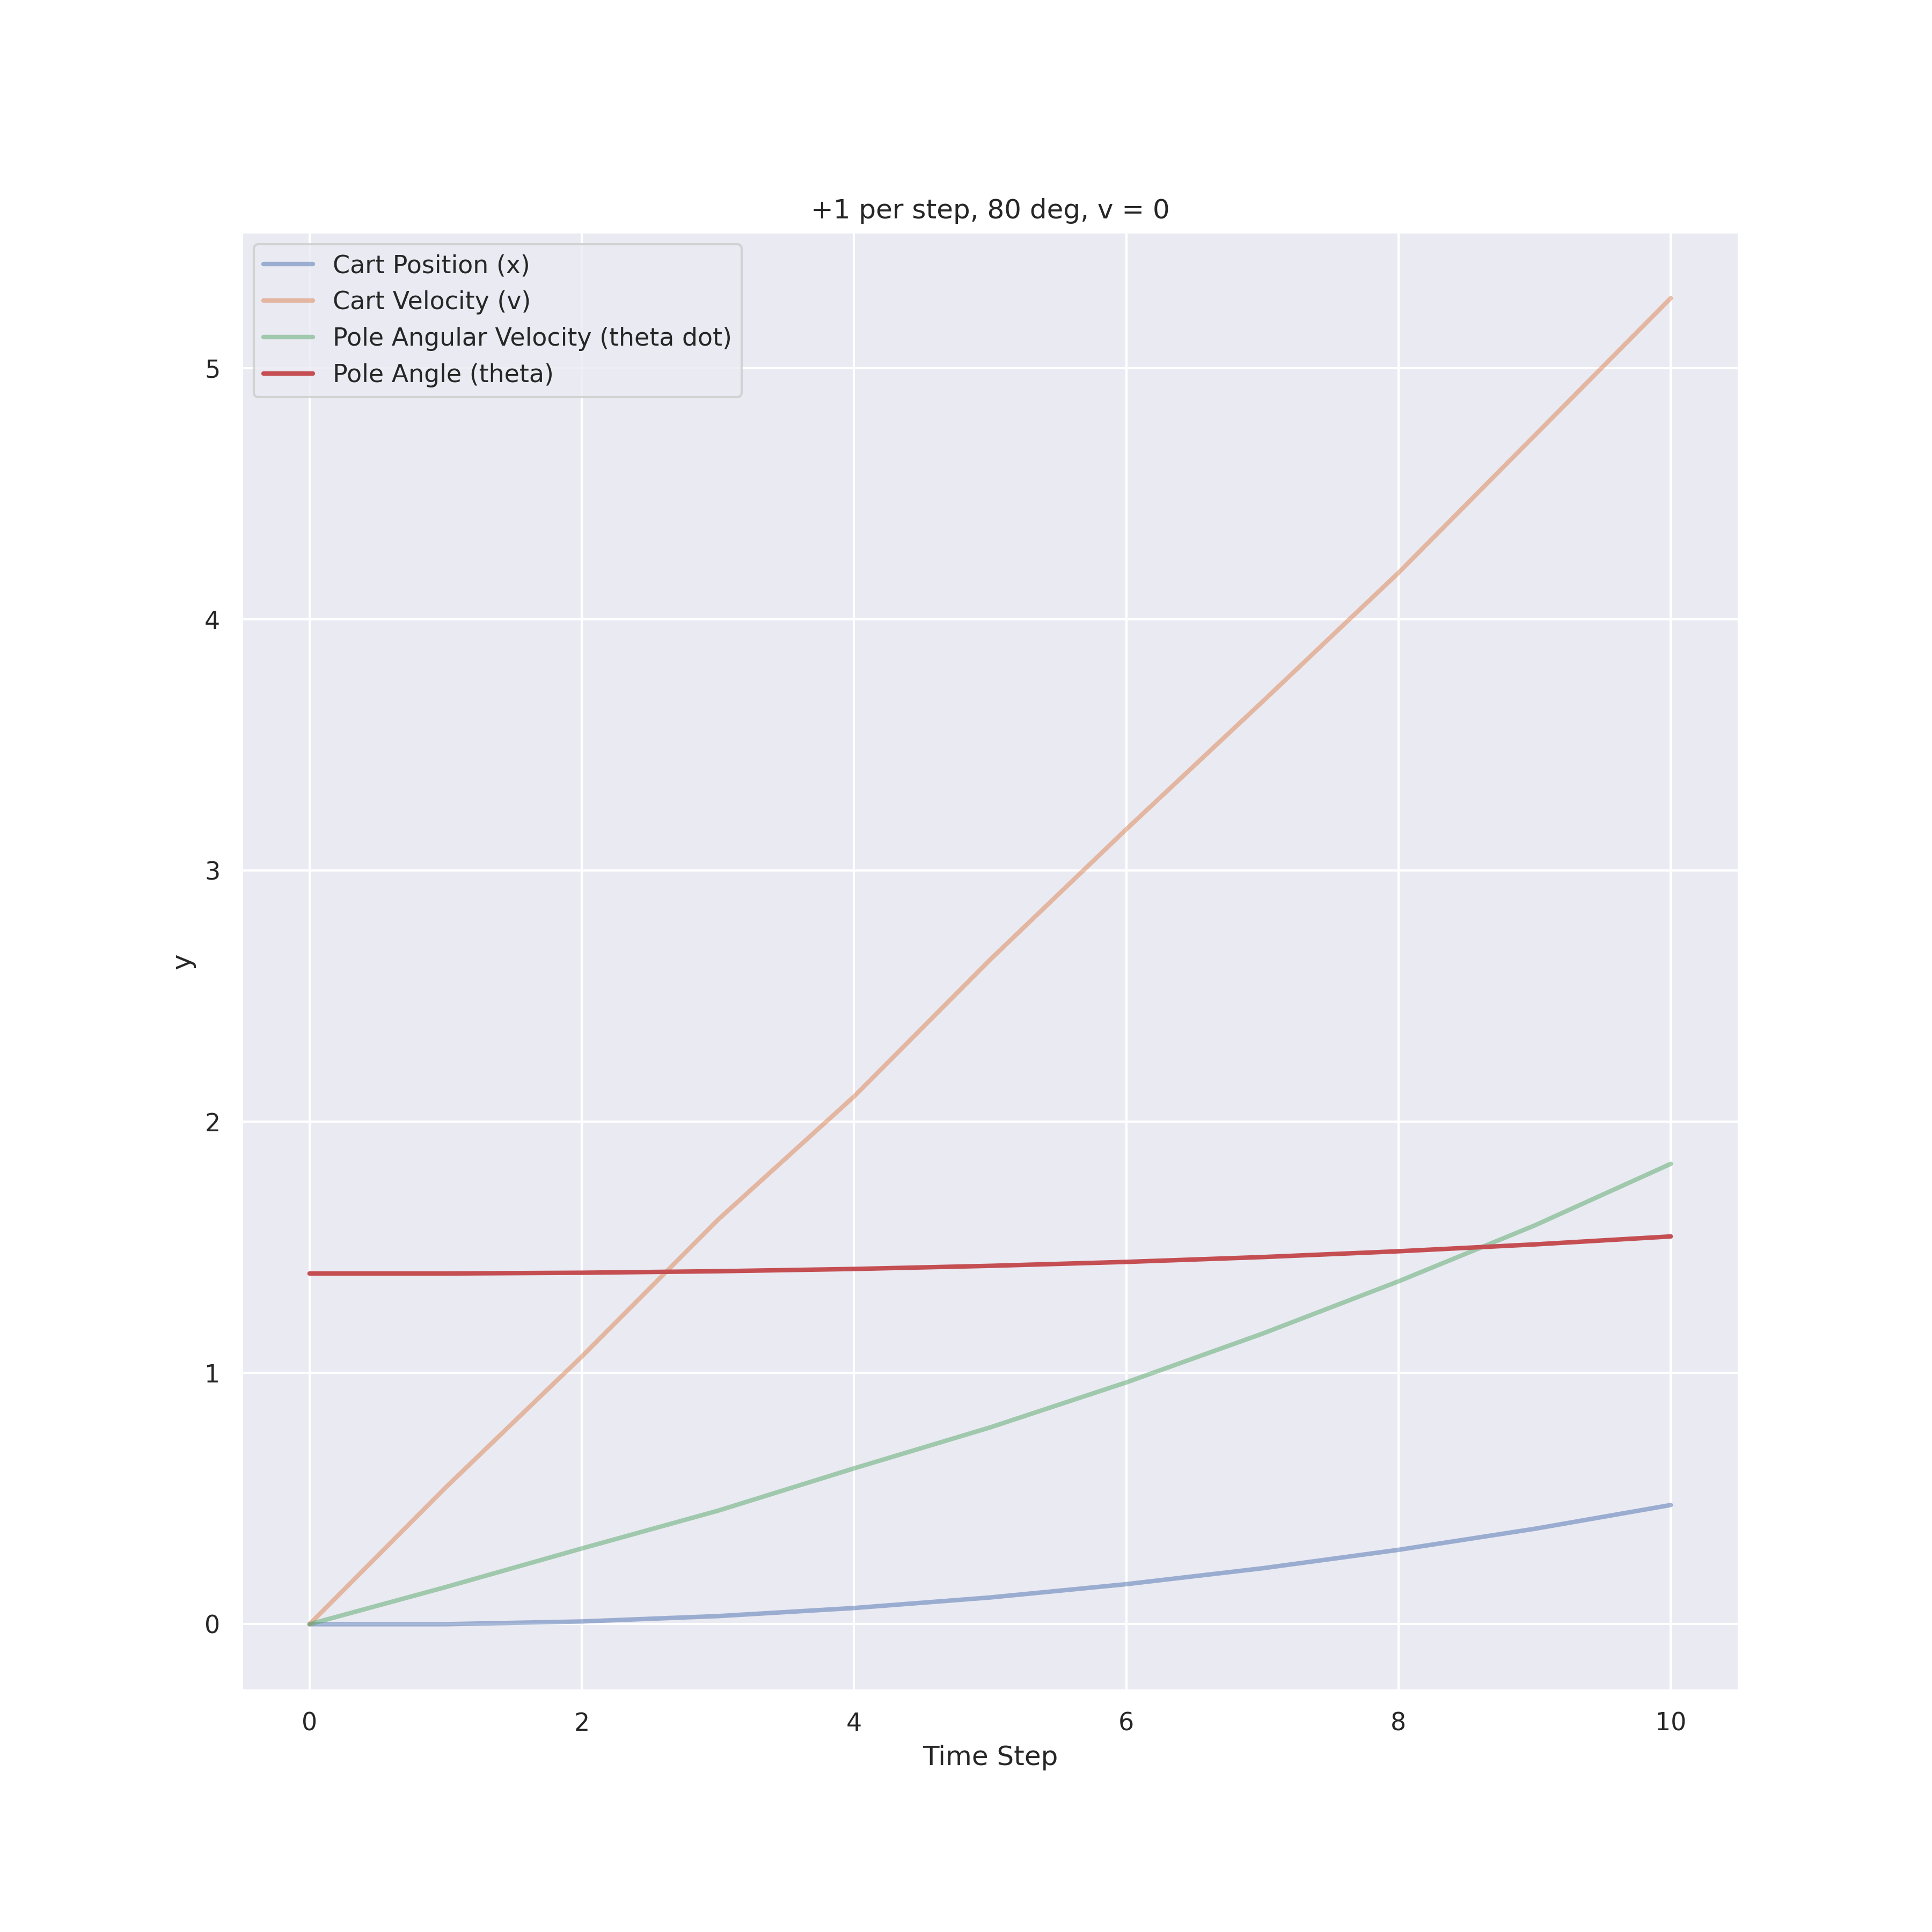 +1 per step, 80 deg, v = 0
Cart Position (x)
Cart Velocity (v)
Pole Angular Velocity (theta dot)
Pole Angle (theta)
5
4
3
2
1
0
y
0 2 4 6 8 10
Time Step